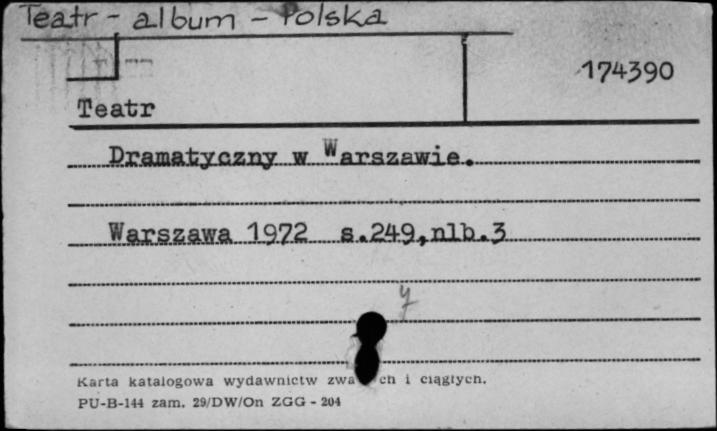 Teatr - album - Polska
174390
Teatr
Dramatyczny w Warszawie.
Warszawa 1972 s.249,nlb.3
y
Karta katalogowa wydawnictw zwa ch i ciągłych.
PU-B-144 zam. 29/DW/On ZGG - 204